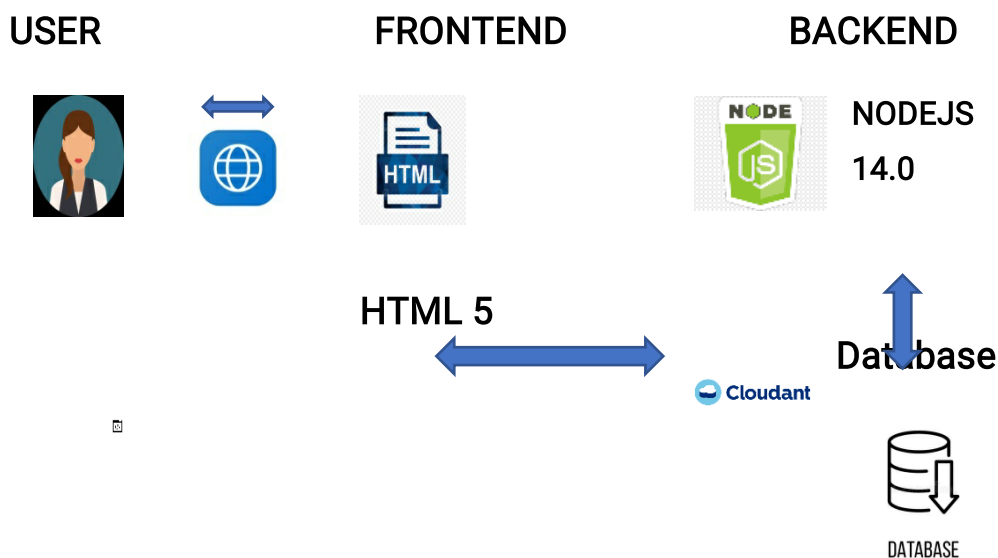 USER
FRONTEND
BACKEND
HTML
NODE
JS
NODEJS
14.0
HTML 5
Database
Cloudant
DATABASE